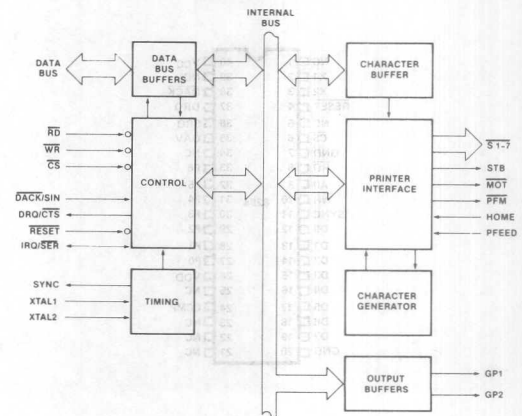 INTERNAL
BUS
DATA
BUS
DATA
BUS
BUFFERS
CHARACTER
BUFFER
RD
WR
CS
DACK/SIN
DRQ/CTS
RESET
IRQ/SER
CONTROL
PRINTER
INTERFACE
S 1-7
STB
MOT
PFM
HOME
PFEED
SYNC
XTAL1
XTAL2
TIMING
CHARACTER
GENERATOR
OUTPUT
BUFFERS
GP1
GP2